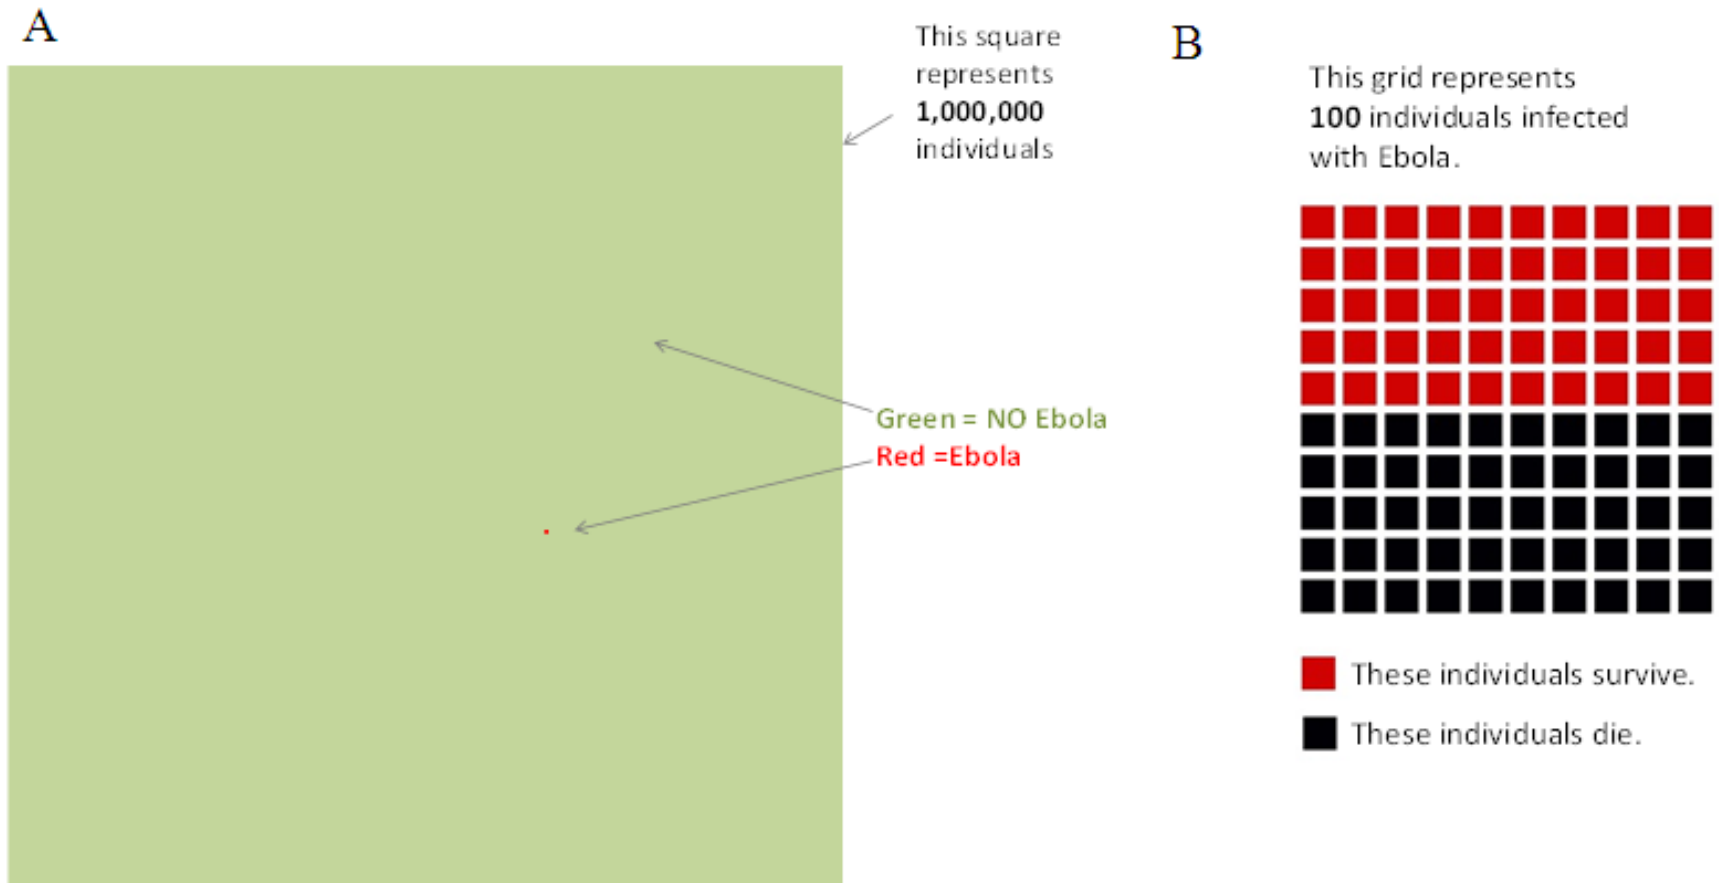 A
This square
represents
1,000,000
individuals
Green = NO Ebola
Red =Ebola
B
This grid represents
100 individuals infected
with Ebola.
These individuals survive.
These individuals die.